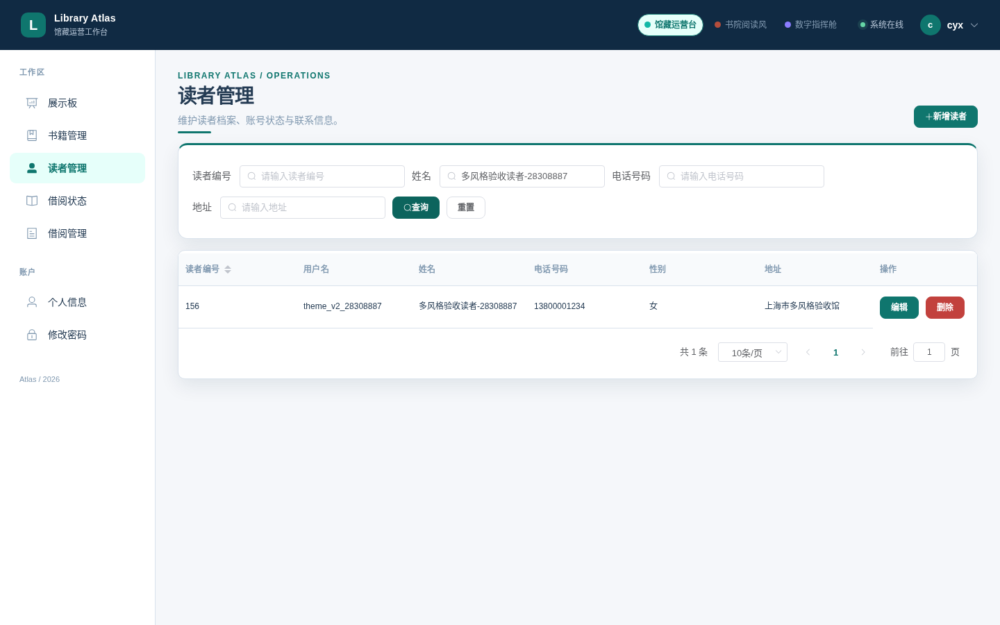 L
Library Atlas
馆藏运营工作台
馆藏运营台
书院阅读风
数字指挥舱
系统在线
c
cyx
工作区
展示板
书籍管理
读者管理
借阅状态
借阅管理
账户
个人信息
修改密码
Atlas / 2026
LIBRARY ATLAS / OPERATIONS
读者管理
维护读者档案、账号状态与联系信息。
新增读者
读者编号 请输入读者编号 姓名 多风格验收读者-28308887 电话号码 请输入电话号码
地址 请输入地址 查询 重置
读者编号 用户名 姓名 电话号码 性别 地址 操作
156 theme_v2_28308887 多风格验收读者-28308887 13800001234 女 上海市多风格验收馆 编辑 删除
共 1 条 10条/页 1 前往 1 页